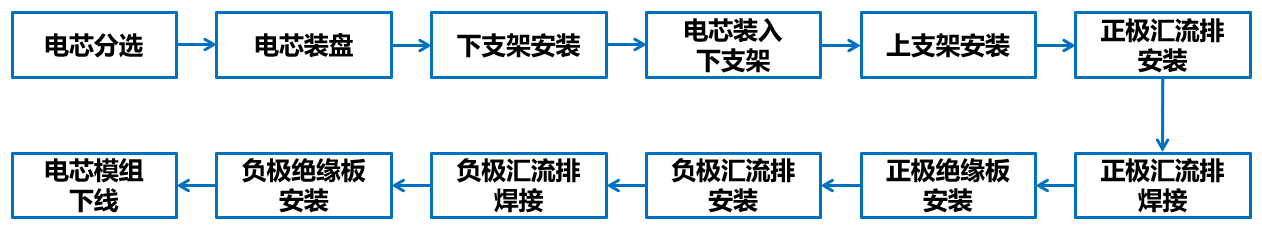 电芯分选
电芯装盘
下支架安装
电芯装入
下支架
上支架安装
正极汇流排
安装
正极汇流排
焊接
正极绝缘板
安装
负极汇流排
安装
负极汇流排
焊接
负极绝缘板
安装
电芯模组
下线